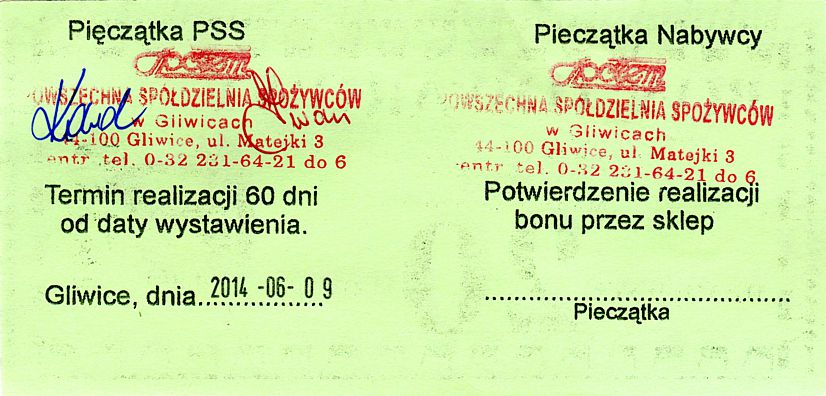 Pięczątka PSS
społem
POWSZECHNA SPÓŁDZIELNIA SPOŻYWCÓW
w Gliwicach
44-100 Gliwice, ul. Matejki 3
centr. tel. 0-32 231-64-21 do 6
Termin realizacji 60 dni
od daty wystawienia.
Gliwice, dnia 2014 -06- 09
Pieczątka Nabywcy
społem
POWSZECHNA SPÓŁDZIELNIA SPOŻYWCÓW
w Gliwicach
44-100 Gliwice, ul. Matejki 3
centr. tel. 0-32 231-64-21 do 6
Potwierdzenie realizacji
bonu przez sklep
Pieczątka